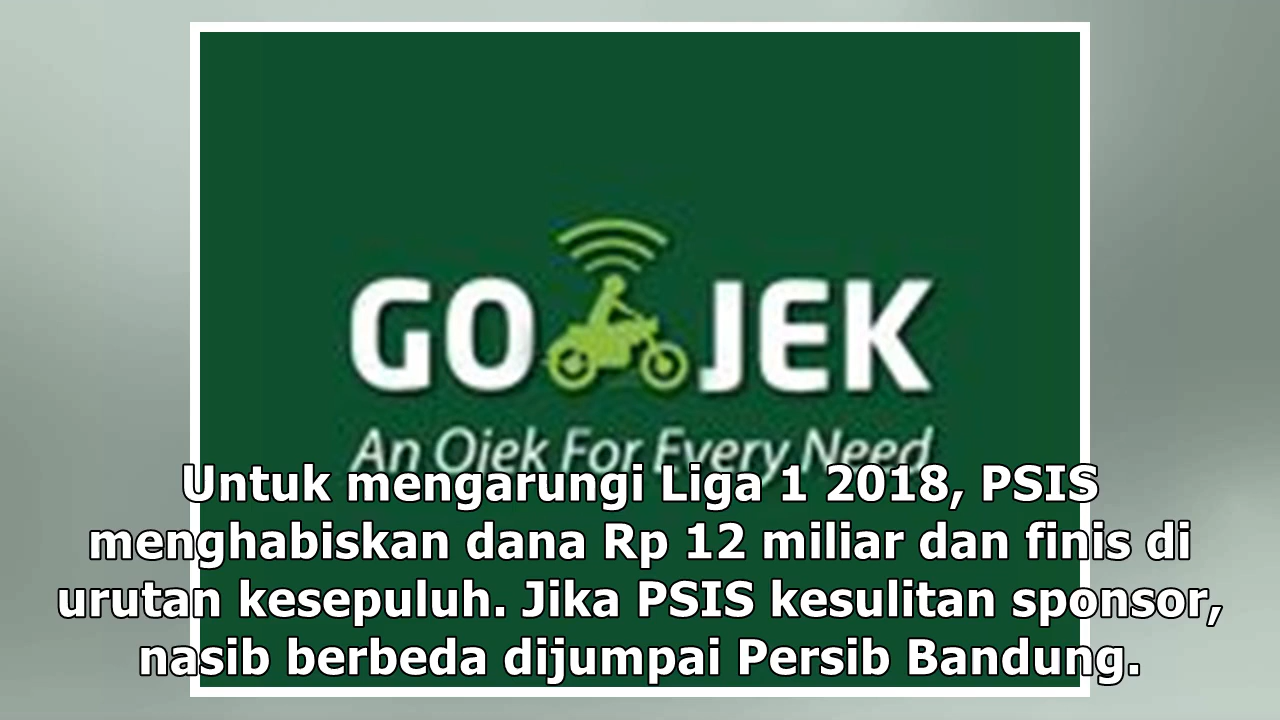 GO JEK
An Ojek For Every Need
Untuk mengarungi Liga 1 2018, PSIS
menghabiskan dana Rp 12 miliar dan finis di
urutan kesepuluh. Jika PSIS kesulitan sponsor,
nasib berbeda dijumpai Persib Bandung.